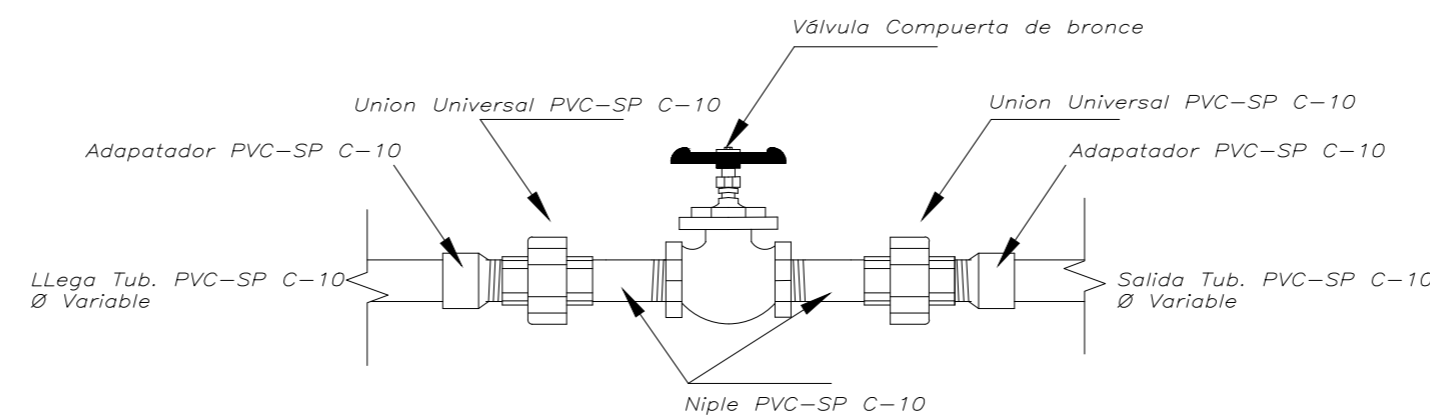 Válvula Compuerta de bronce
Union Universal PVC-SP C-10
Union Universal PVC-SP C-10
Adapatador PVC-SP C-10
Adapatador PVC-SP C-10
LLega Tub. PVC-SP C-10
Ø Variable
Salida Tub. PVC-SP C-10
Ø Variable
Niple PVC-SP C-10